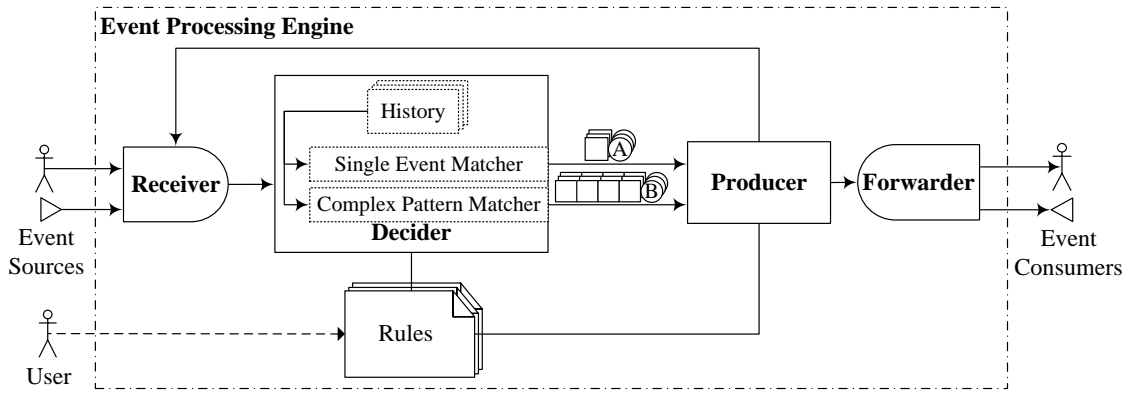 Event Processing Engine
History
A
Single Event Matcher
B
Complex Pattern Matcher
Decider
Receiver
Producer
Forwarder
Event
Sources
Event
Consumers
Rules
User